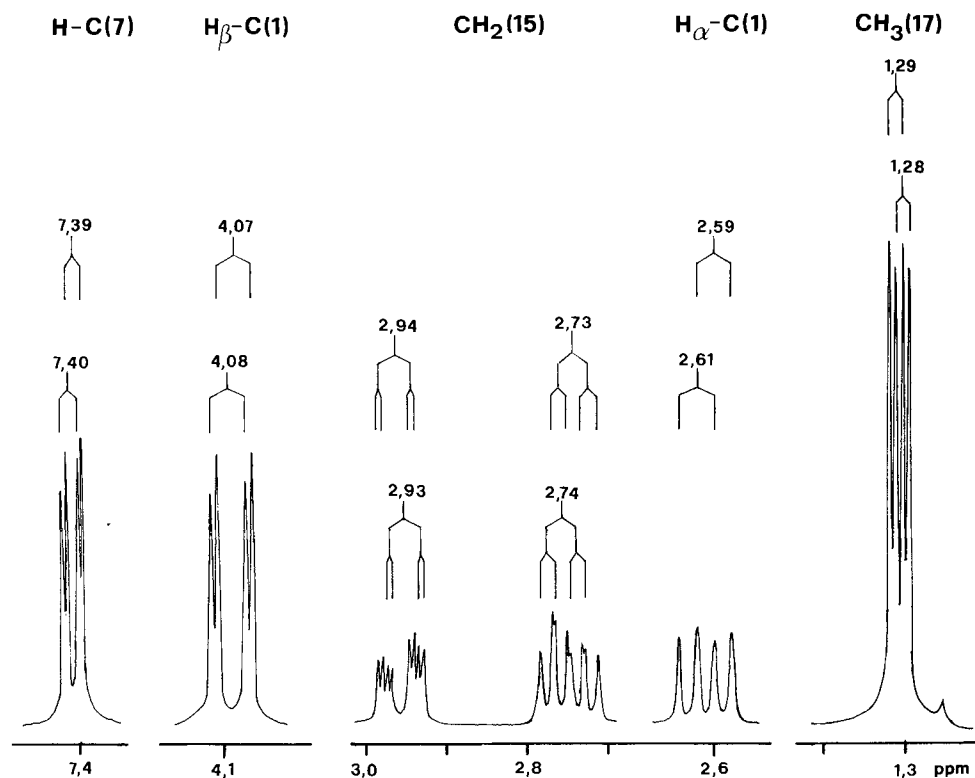 H-C(7) Hβ-C(1) CH2(15) Hα-C(1) CH3(17)
1,29
1,28
7,39 4,07 2,59
2,94 2,73
7,40 4,08 2,61
2,93 2,74
7,4 4,1 3,0 2,8 2,6 1,3 ppm